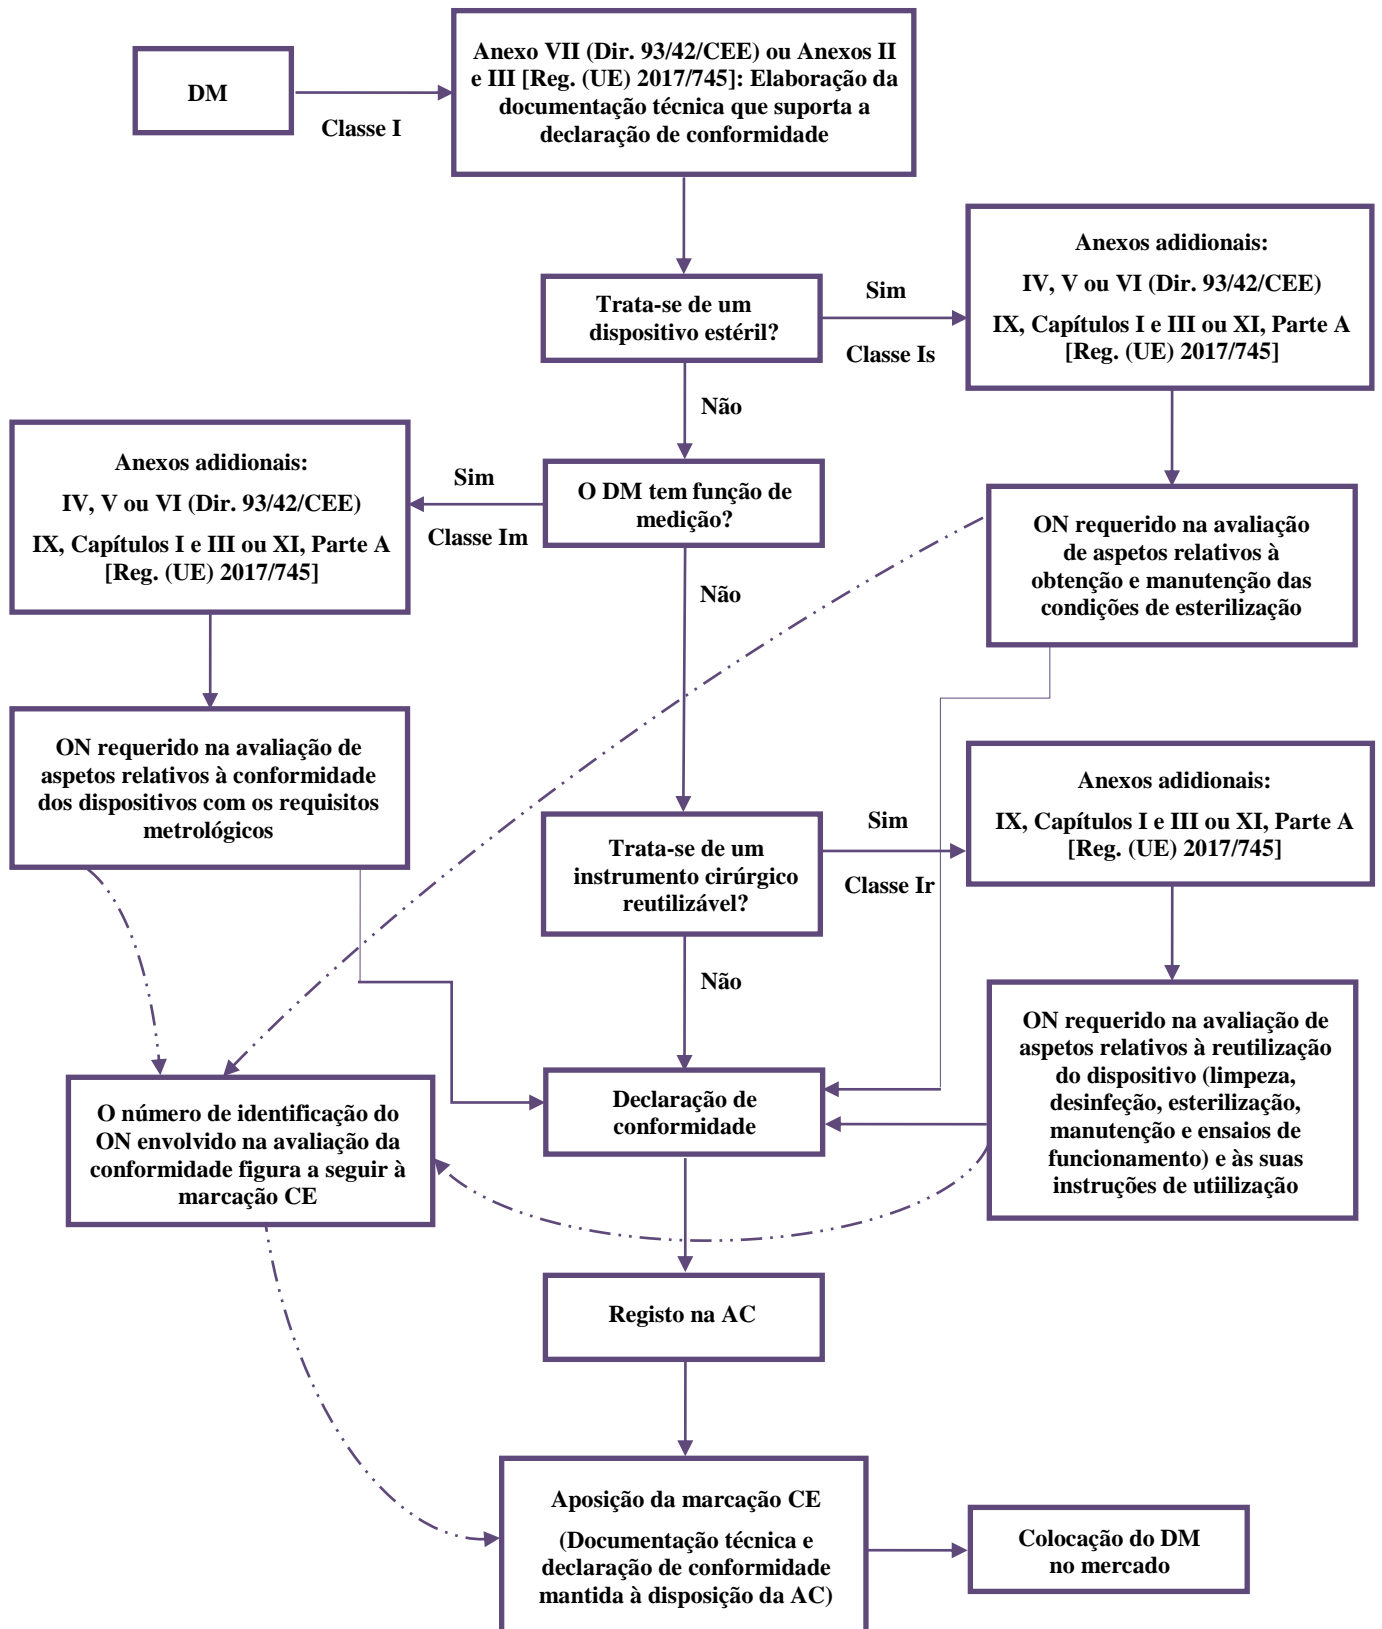 DM
Classe I
Anexo VII (Dir. 93/42/CEE) ou Anexos II
e III [Reg. (UE) 2017/745]: Elaboração da
documentação técnica que suporta a
declaração de conformidade
Trata-se de um
dispositivo estéril?
Sim
Classe Is
Anexos adidionais:
IV, V ou VI (Dir. 93/42/CEE)
IX, Capítulos I e III ou XI, Parte A
[Reg. (UE) 2017/745]
Não
Anexos adidionais:
IV, V ou VI (Dir. 93/42/CEE)
IX, Capítulos I e III ou XI, Parte A
[Reg. (UE) 2017/745]
Sim
Classe Im
O DM tem função de
medição?
ON requerido na avaliação
de aspetos relativos à
obtenção e manutenção das
condições de esterilização
Não
ON requerido na avaliação de
aspetos relativos à conformidade
dos dispositivos com os requisitos
metrológicos
Trata-se de um
instrumento cirúrgico
reutilizável?
Sim
Classe Ir
Anexos adidionais:
IX, Capítulos I e III ou XI, Parte A
[Reg. (UE) 2017/745]
Não
ON requerido na avaliação de
aspetos relativos à reutilização
do dispositivo (limpeza,
desinfeção, esterilização,
manutenção e ensaios de
funcionamento) e às suas
instruções de utiilização
O número de identificação do
ON envolvido na avaliação da
conformidade figura a seguir à
marcação CE
Declaração de
conformidade
Registo na AC
Aposição da marcação CE
(Documentação técnica e
declaração de conformidade
mantida à disposição da AC)
Colocação do DM
no mercado